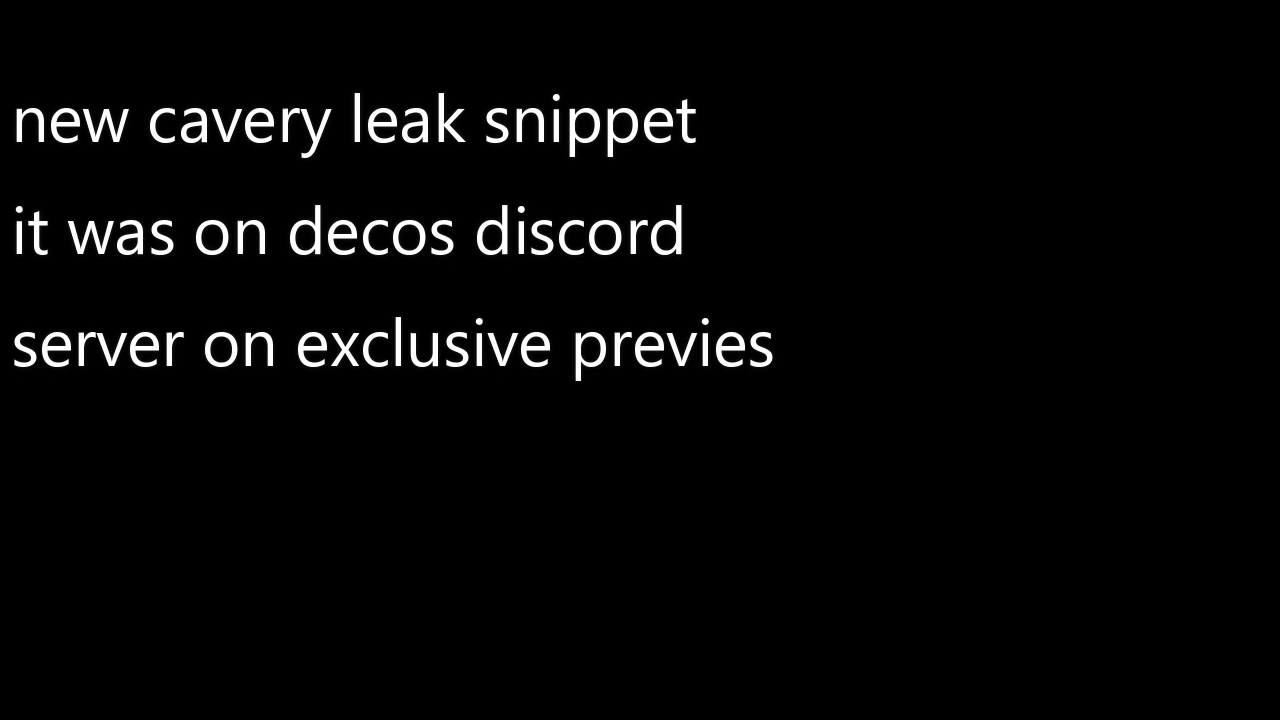 new cavery leak snippet
it was on decos discord
server on exclusive previes